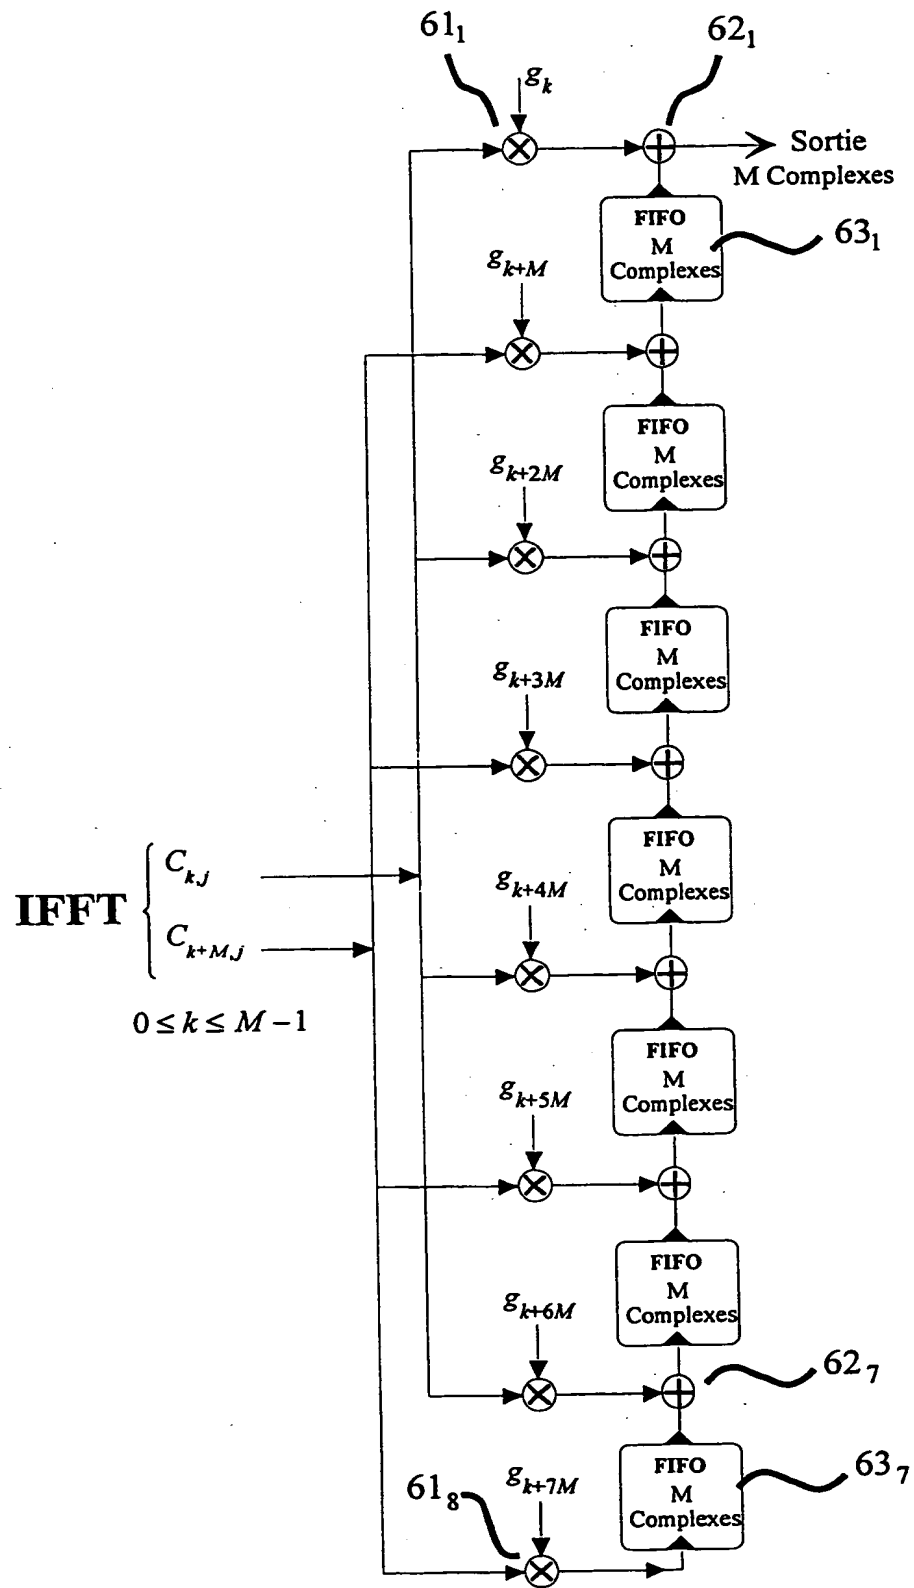 61₁
62₁
g_k
Sortie
M Complexes
FIFO
M
Complexes
63₁
g_{k+M}
FIFO
M
Complexes
g_{k+2M}
FIFO
M
Complexes
g_{k+3M}
FIFO
M
Complexes
g_{k+4M}
IFFT
C_{k,j}
C_{k+M,j}
0 ≤ k ≤ M − 1
FIFO
M
Complexes
g_{k+5M}
FIFO
M
Complexes
g_{k+6M}
62₇
FIFO
M
Complexes
63₇
61₈
g_{k+7M}